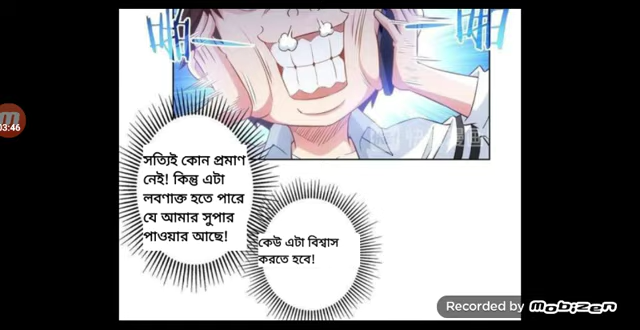 03:46
সত্যিই কোন প্রমাণ
নেই! কিন্তু এটা
লবণাক্ত হতে পারে
যে আমার সুপার
পাওয়ার আছে!
কেউ এটা বিশ্বাস
করতে হবে!
Recorded by Mobizen